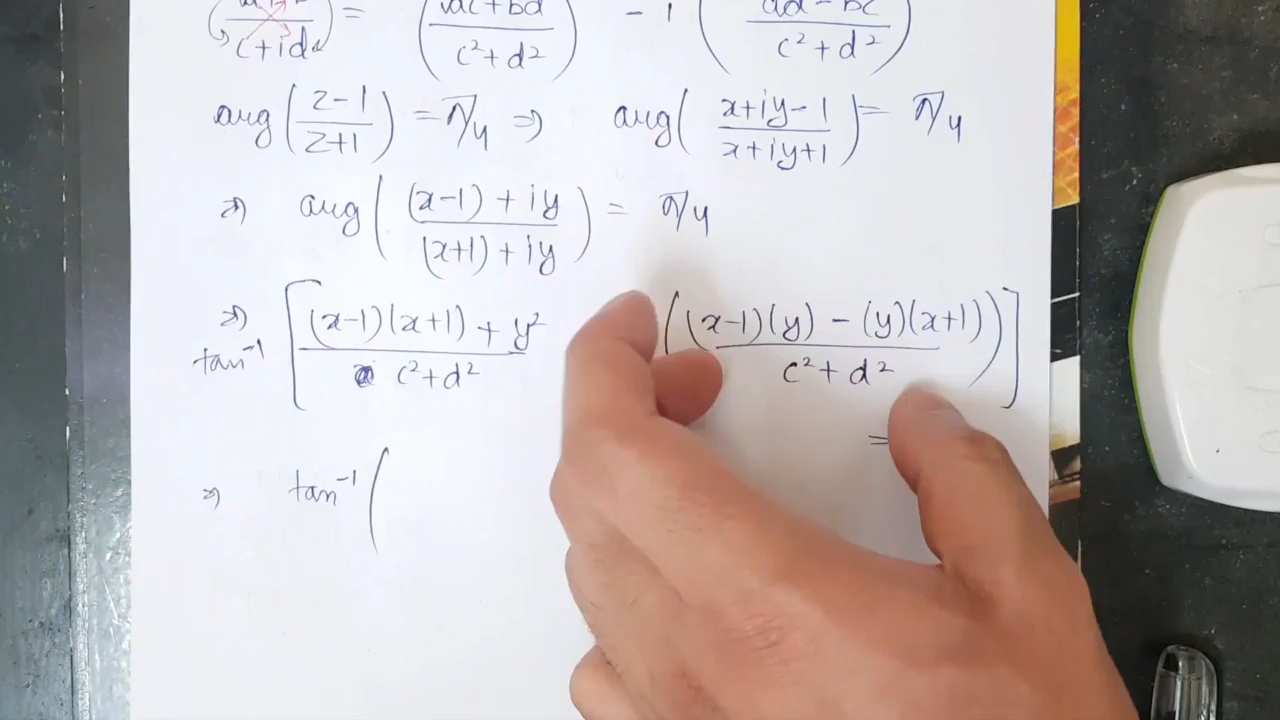 c+id = (ac+bd / c²+d²) - i (ad-bc / c²+d²)
arg((z-1)/(z+1)) = π/4 ⇒ arg((x+iy-1)/(x+iy+1)) = π/4
⇒ arg(((x-1)+iy)/((x+1)+iy)) = π/4
⇒ tan⁻¹ [ ((x-1)(x+1) + y²)/(c²+d²) (((x-1)(y) - (y)(x+1))/(c²+d²)) ]
=
⇒ tan⁻¹ (